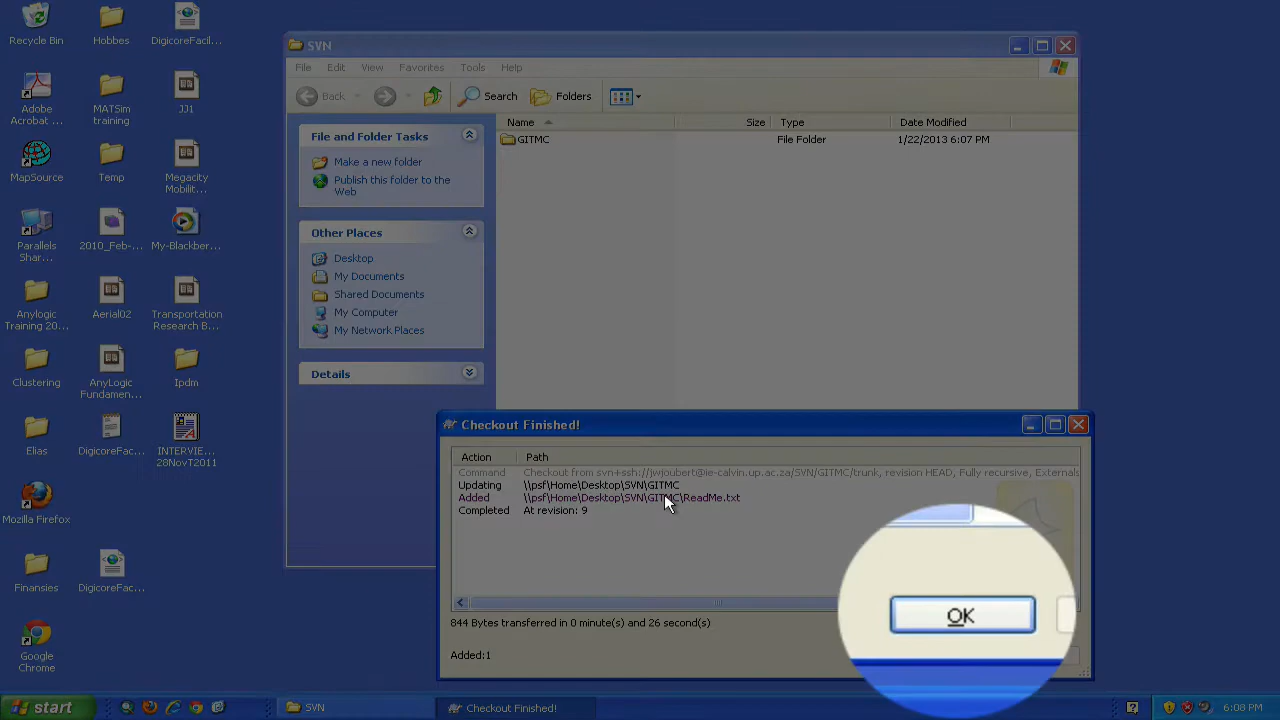 Recycle Bin
Hobbes
DigicoreFacil...
Adobe
Acrobat ...
MATSim
training
JJ1
MapSource
Temp
Megacity
Mobilit...
Parallels
Shar...
2010_Feb-...
My-Blackber...
Anylogic
Training 20...
Aerial02
Transportation
Research B...
Clustering
AnyLogic
Fundamen...
Ipdm
Elias
DigicoreFac...
INTERVIE...
28NovT2011
Mozilla Firefox
Finansies
DigicoreFac...
Google
Chrome
SVN
File Edit View Favorites Tools Help
Back Search Folders
File and Folder Tasks
Make a new folder
Publish this folder to the
Web
Other Places
Desktop
My Documents
Shared Documents
My Computer
My Network Places
Details
Name Size Type Date Modified
GITMC File Folder 1/22/2013 6:07 PM
Checkout Finished!
Action Path
Command Checkout from svn+ssh://jwjoubert@ie-calvin.up.ac.za/SVN/GITMC/trunk, revision HEAD, Fully recursive, Externals
Updating \\psf\Home\Desktop\SVN\GITMC
Added \\psf\Home\Desktop\SVN\GITMC\ReadMe.txt
Completed At revision: 9
844 Bytes transferred in 0 minute(s) and 26 second(s)
Added:1
OK
start SVN Checkout Finished! 6:08 PM